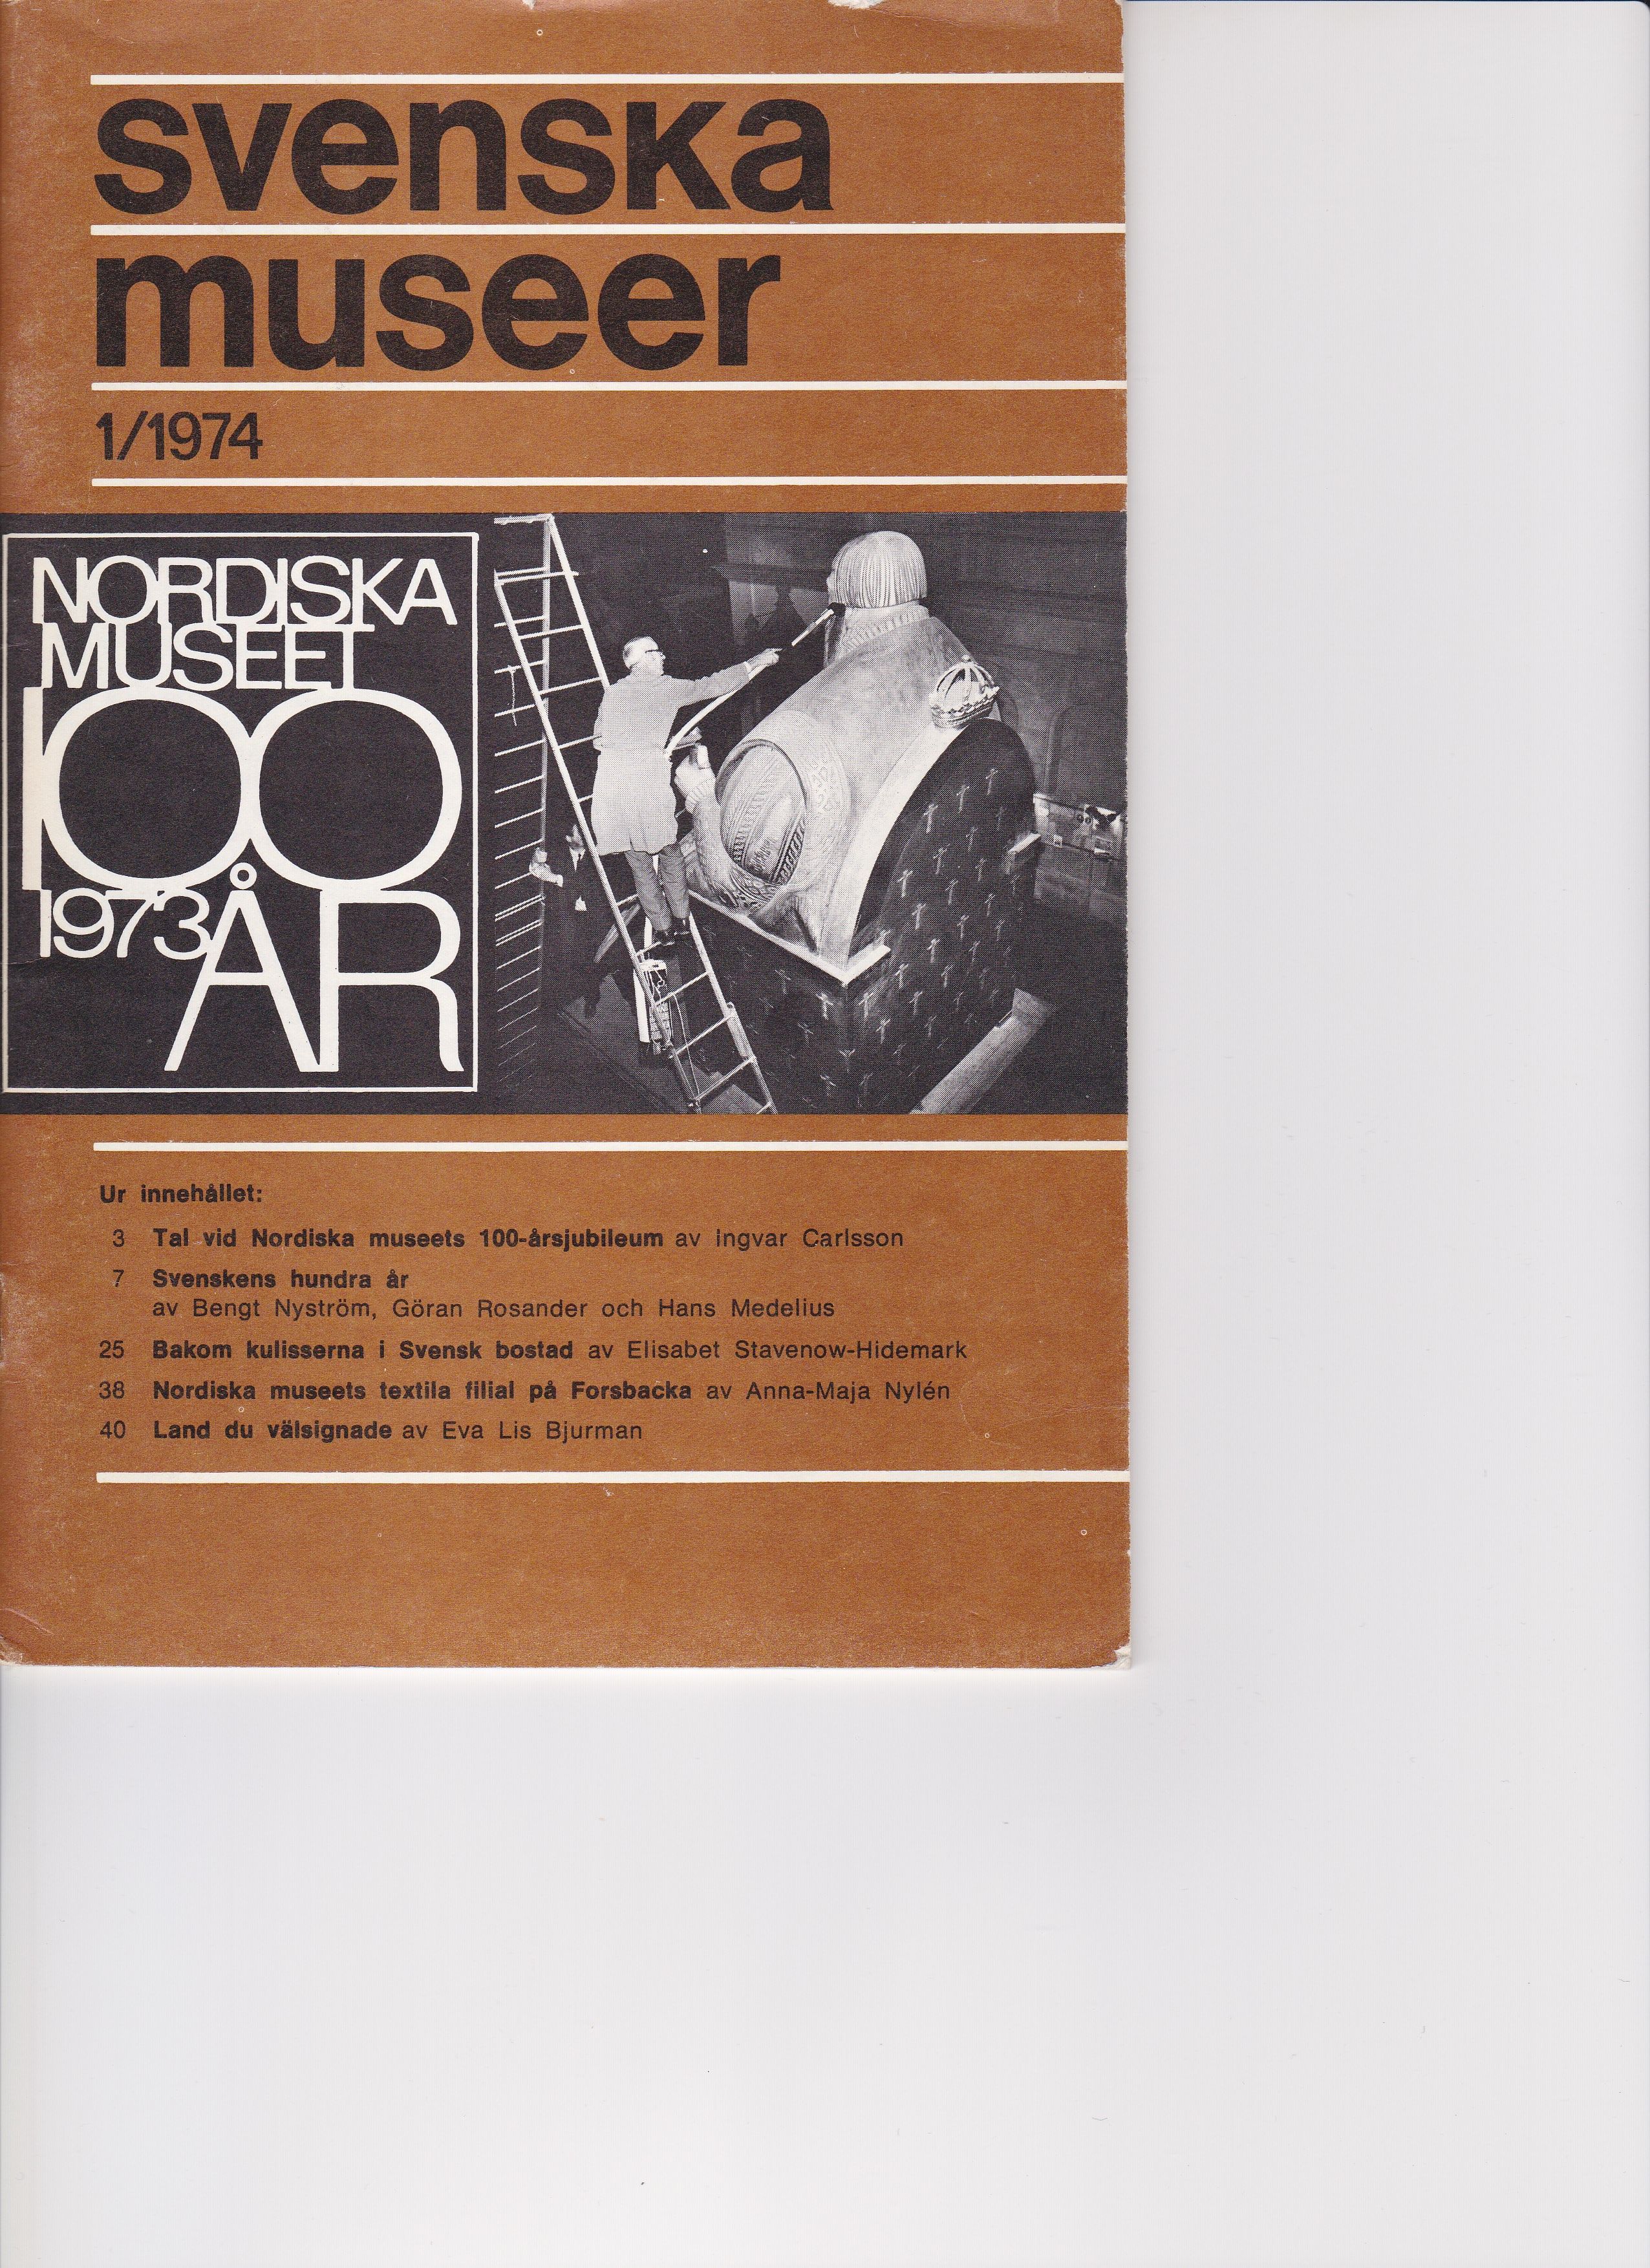 svenska
museer
1/1974
NORDISKA
MUSEET
100
1973 ÅR
Ur innehållet:
3 Tal vid Nordiska museets 100-årsjubileum av Ingvar Carlsson
7 Svenskens hundra år
av Bengt Nyström, Göran Rosander och Hans Medelius
25 Bakom kulisserna i Svensk bostad av Elisabet Stavenow-Hidemark
38 Nordiska museets textila filial på Forsbacka av Anna-Maja Nylén
40 Land du välsignade av Eva Lis Bjurman